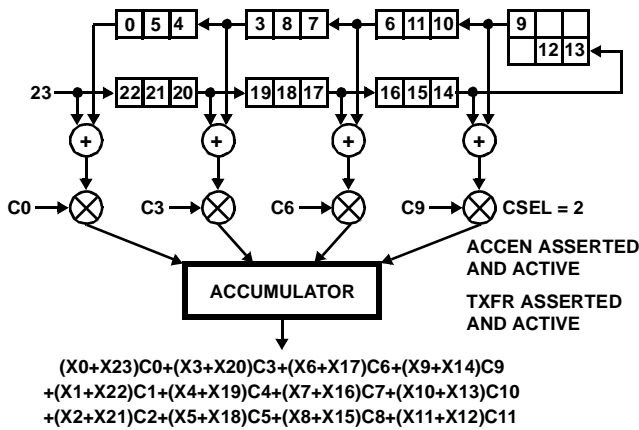 0 5 4 3 8 7 6 11 10 9
12 13
23 22 21 20 19 18 17 16 15 14
+ + + +
C0 C3 C6 C9 CSEL = 2
ACCEN ASSERTED
AND ACTIVE
ACCUMULATOR
TXFR ASSERTED
AND ACTIVE
(X0+X23)C0+(X3+X20)C3+(X6+X17)C6+(X9+X14)C9
+(X1+X22)C1+(X4+X19)C4+(X7+X16)C7+(X10+X13)C10
+(X2+X21)C2+(X5+X18)C5+(X8+X15)C8+(X11+X12)C11